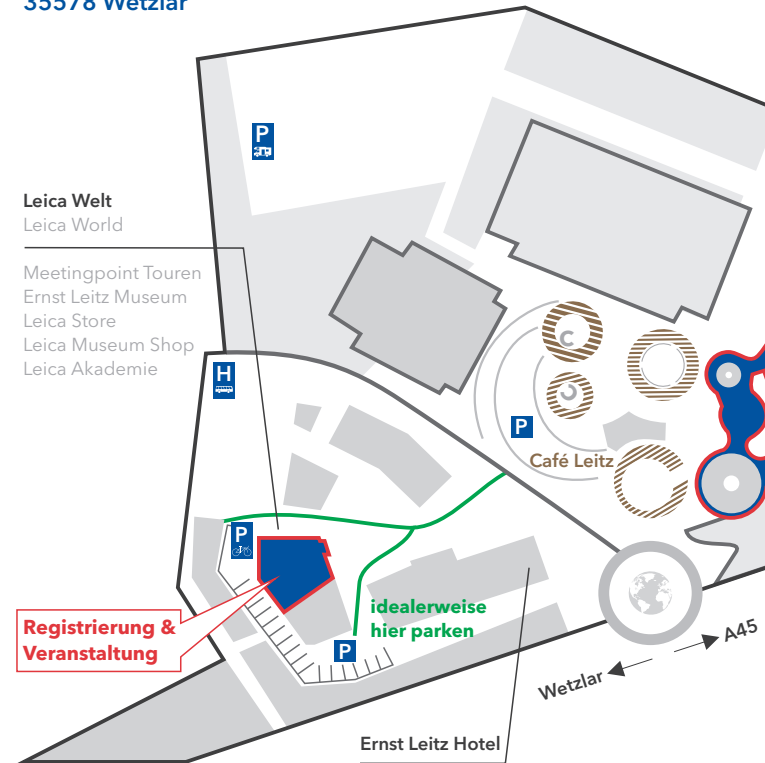 35578 Wetzlar
P
Leica Welt
Leica World
Meetingpoint Touren
Ernst Leitz Museum
Leica Store
Leica Museum Shop
Leica Akademie
H
P
Café Leitz
P
idealerweise
hier parken
Registrierung &
Veranstaltung
P
A45
Wetzlar
Ernst Leitz Hotel